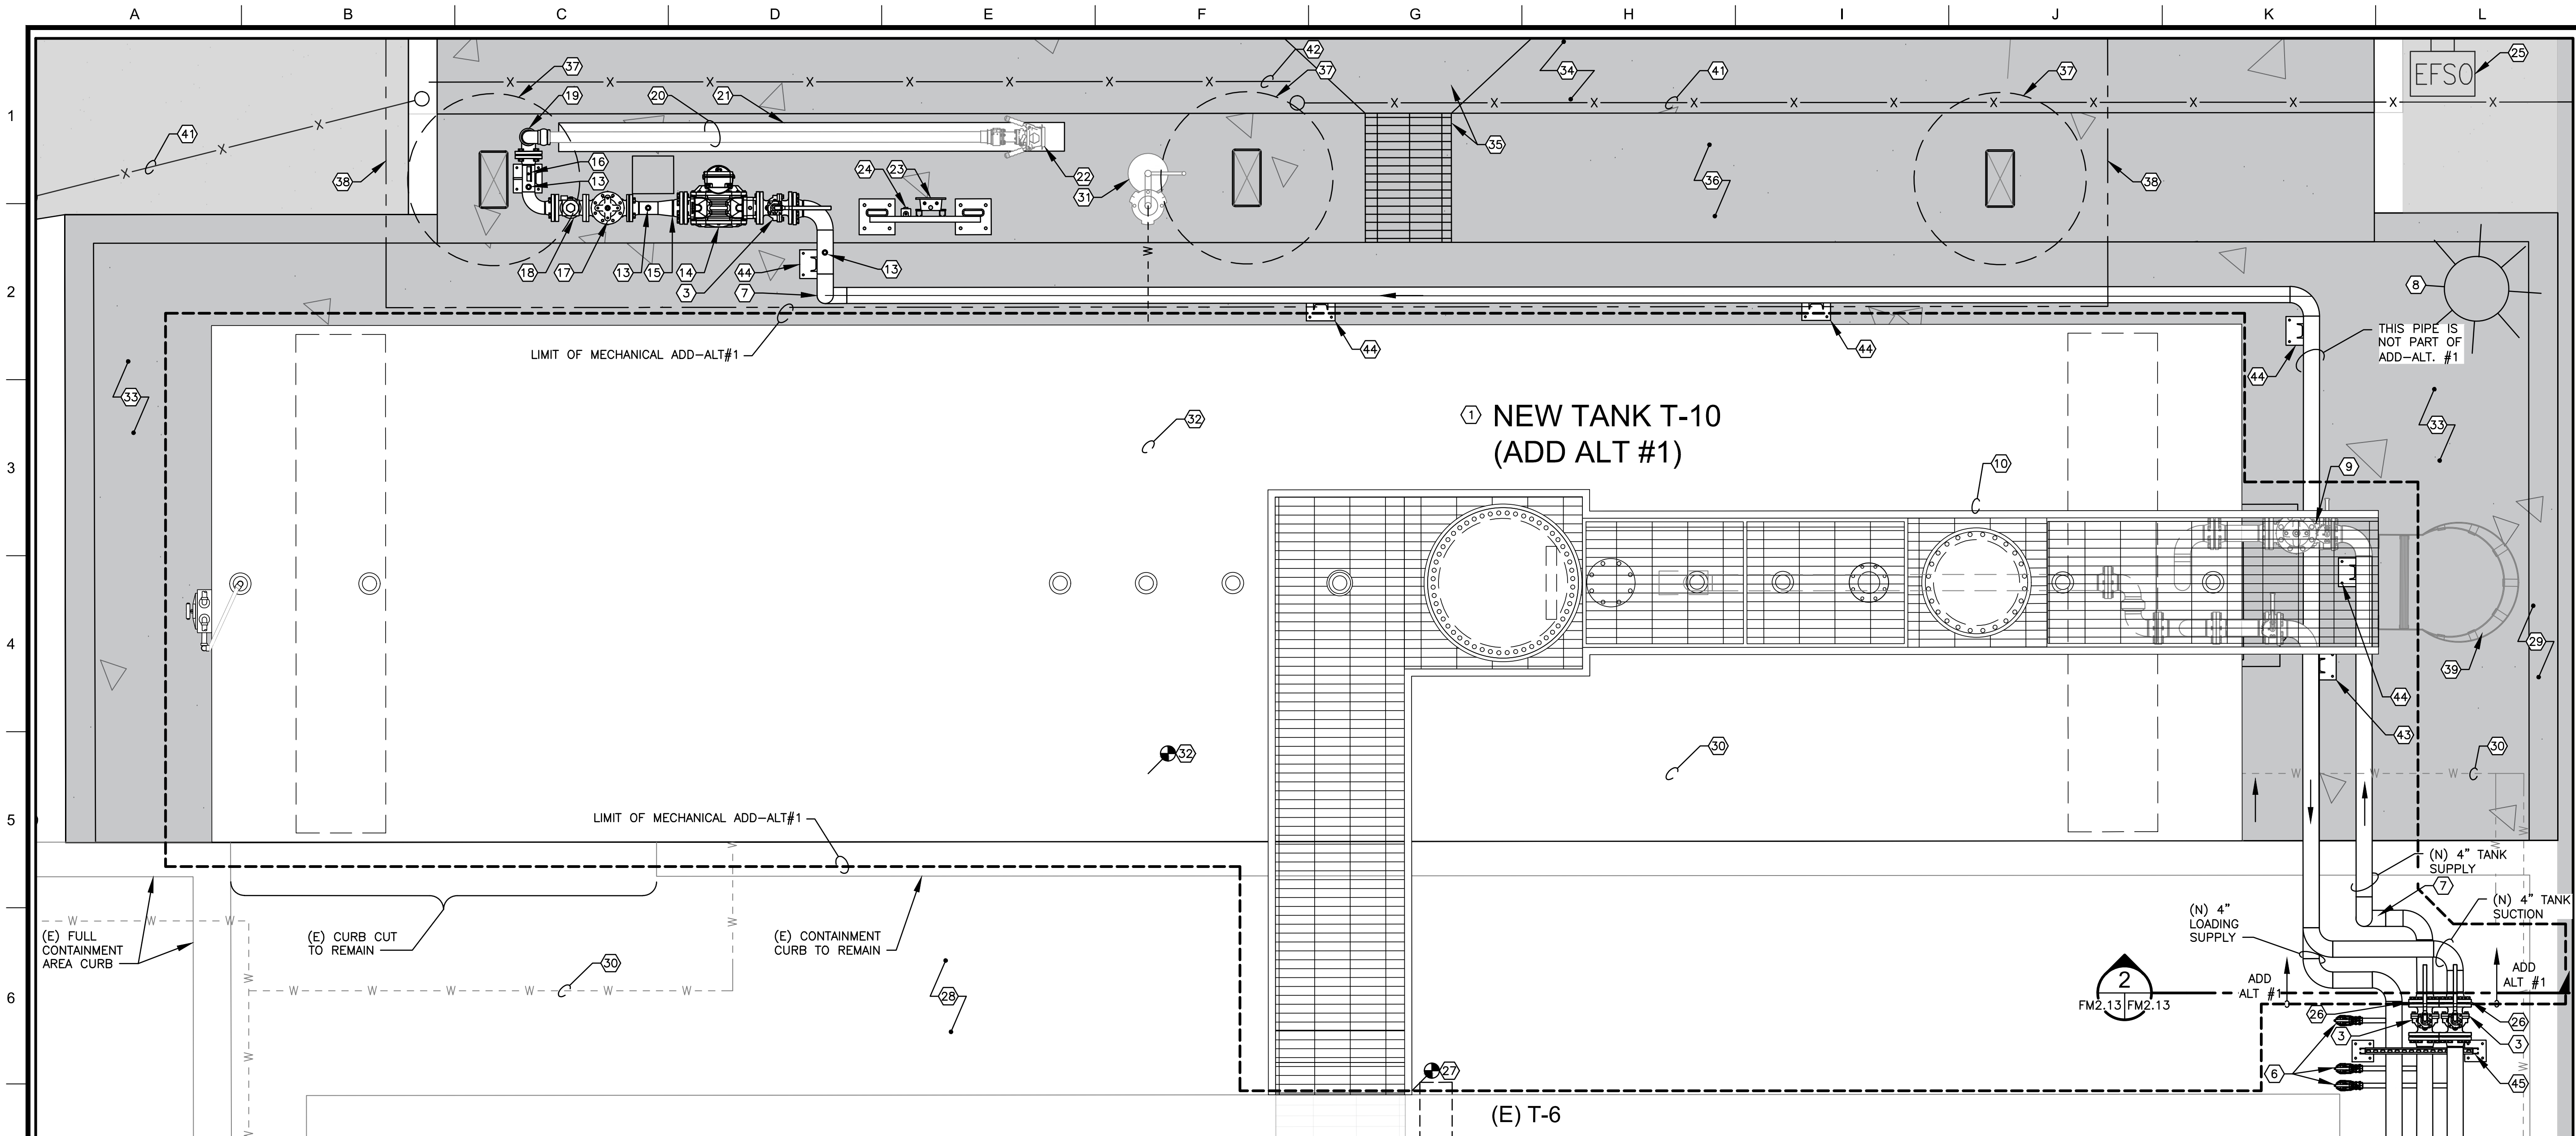 A B C D E F G H I J K L
1
2
3
4
5
6
37
42
37
34
41
37
EFSO
25
19
20
21
41
16
13
38
24
23
22
31
35
36
38
18
17
13
15
14
44
3
7
13
8
LIMIT OF MECHANICAL ADD-ALT#1
44
44
44
THIS PIPE IS
NOT PART OF
ADD-ALT. #1
33
32
1
NEW TANK T-10
(ADD ALT #1)
33
10
9
32
30
29
39
44
43
30
LIMIT OF MECHANICAL ADD-ALT#1
(N) 4" TANK
SUPPLY
7
(N) 4" TANK
SUCTION
(N) 4"
LOADING
SUPPLY
(E) FULL
CONTAINMENT
AREA CURB
(E) CURB CUT
TO REMAIN
(E) CONTAINMENT
CURB TO REMAIN
30
28
2
FM2.13 FM2.13
ADD
ALT #1
ADD
ALT #1
26
26
3
3
6
45
27
(E) T-6